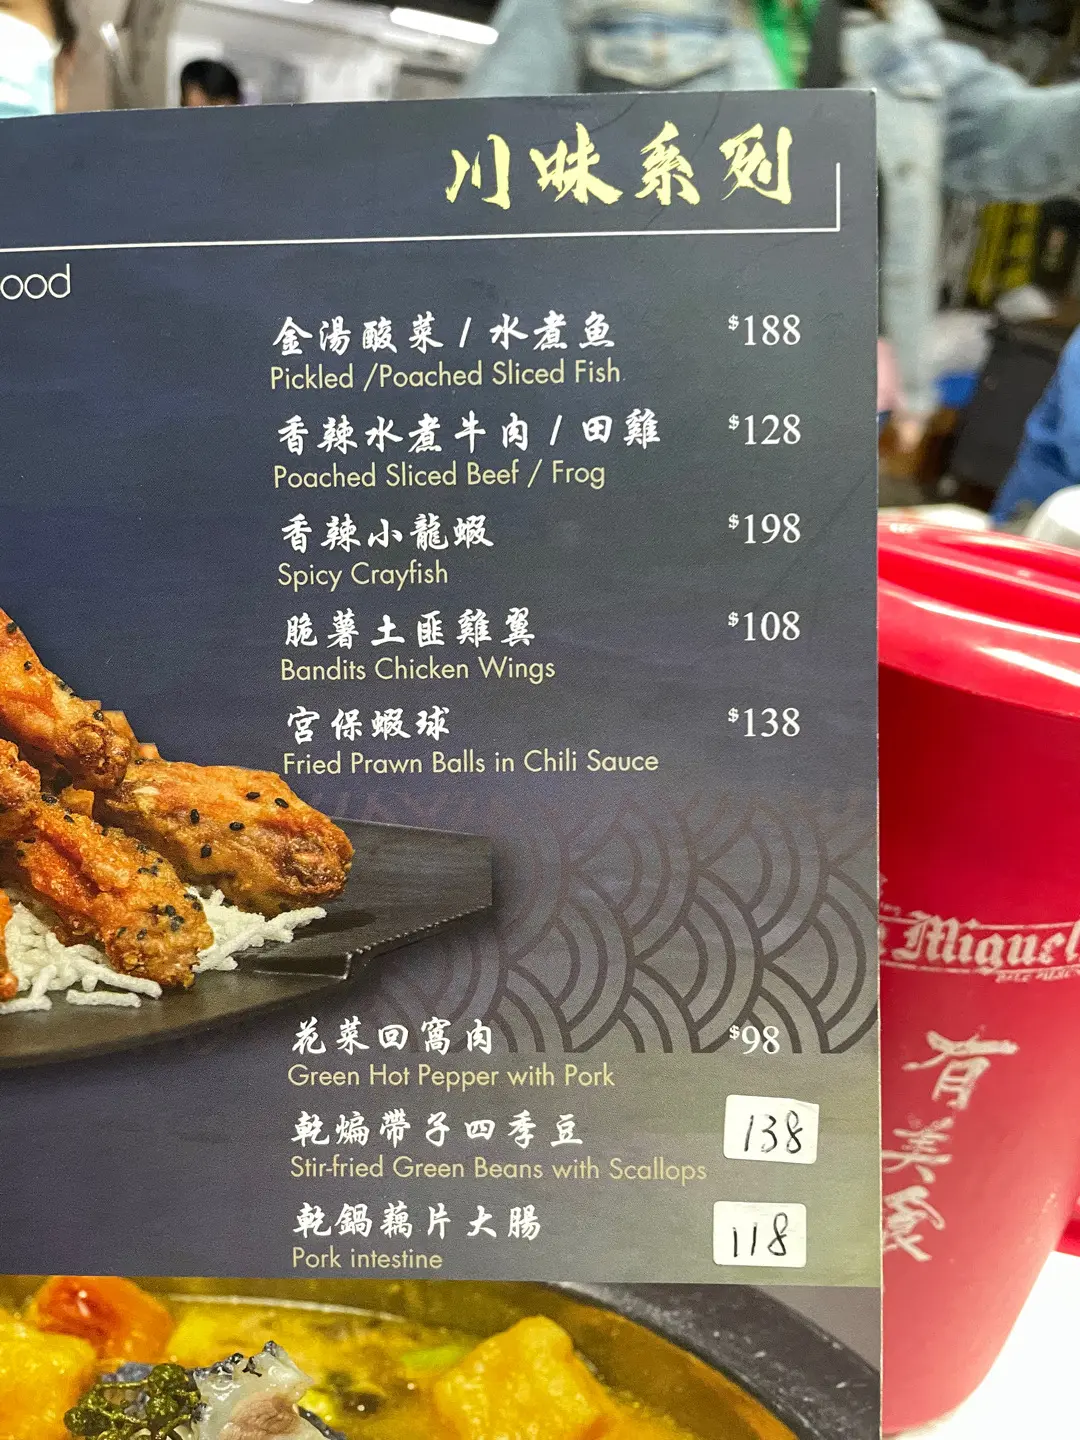 川味系列
ood
金湯酸菜 / 水煮魚 $188
Pickled /Poached Sliced Fish
香辣水煮牛肉 / 田雞 $128
Poached Sliced Beef / Frog
香辣小龍蝦 $198
Spicy Crayfish
脆薯土匪雞翼 $108
Bandits Chicken Wings
宮保蝦球 $138
Fried Prawn Balls in Chili Sauce
花菜回窩肉 $98
Green Hot Pepper with Pork
乾煸帶子四季豆 138
Stir-fried Green Beans with Scallops
乾鍋藕片大腸 118
Pork intestine
Miguel
有美食